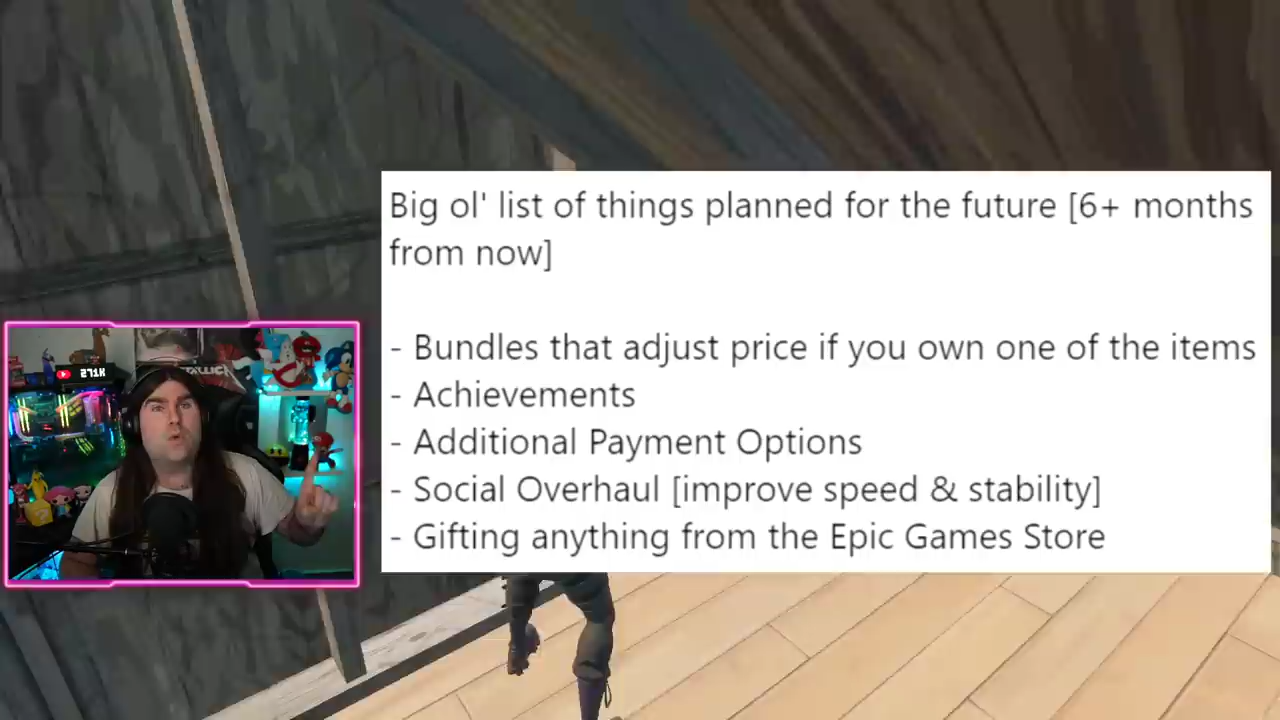 Big ol' list of things planned for the future [6+ months
from now]
- Bundles that adjust price if you own one of the items
- Achievements
- Additional Payment Options
- Social Overhaul [improve speed & stability]
- Gifting anything from the Epic Games Store